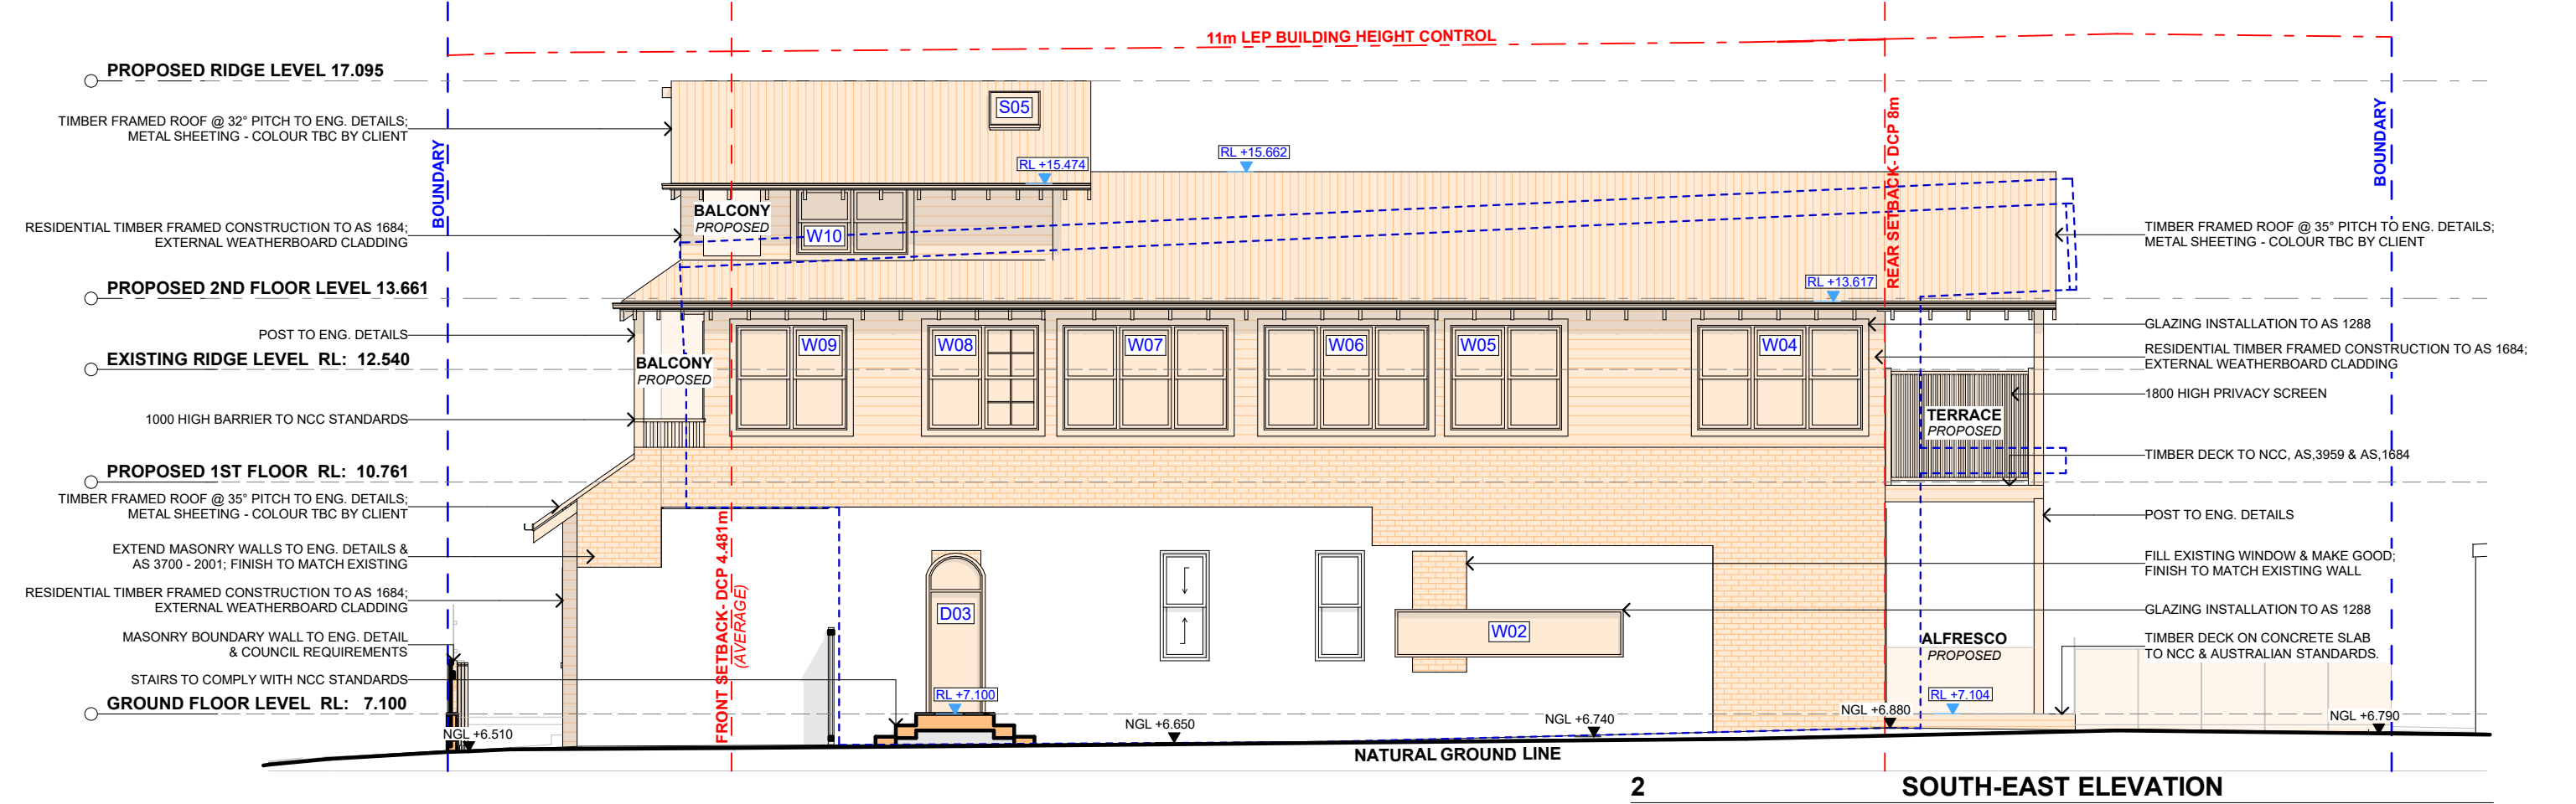 11m LEP BUILDING HEIGHT CONTROL
PROPOSED RIDGE LEVEL 17.095
TIMBER FRAMED ROOF @ 32° PITCH TO ENG. DETAILS;
METAL SHEETING - COLOUR TBC BY CLIENT
BOUNDARY
RESIDENTIAL TIMBER FRAMED CONSTRUCTION TO AS 1684;
EXTERNAL WEATHERBOARD CLADDING
PROPOSED 2ND FLOOR LEVEL 13.661
POST TO ENG. DETAILS
EXISTING RIDGE LEVEL RL: 12.540
1000 HIGH BARRIER TO NCC STANDARDS
PROPOSED 1ST FLOOR RL: 10.761
TIMBER FRAMED ROOF @ 35° PITCH TO ENG. DETAILS;
METAL SHEETING - COLOUR TBC BY CLIENT
EXTEND MASONRY WALLS TO ENG. DETAILS &
AS 3700 - 2001; FINISH TO MATCH EXISTING
RESIDENTIAL TIMBER FRAMED CONSTRUCTION TO AS 1684;
EXTERNAL WEATHERBOARD CLADDING
MASONRY BOUNDARY WALL TO ENG. DETAIL
& COUNCIL REQUIREMENTS
STAIRS TO COMPLY WITH NCC STANDARDS
GROUND FLOOR LEVEL RL: 7.100
NGL +6.510
S05
RL +15.474
RL +15.662
BALCONY
PROPOSED
W10
RL +13.617
BALCONY
PROPOSED
W09
W08
W07
W06
W05
W04
TERRACE
PROPOSED
FRONT SETBACK- DCP 4.481m
(AVERAGE)
D03
W02
ALFRESCO
PROPOSED
RL +7.100
RL +7.104
NGL +6.650
NGL +6.740
NGL +6.880
NGL +6.790
NATURAL GROUND LINE
REAR SETBACK- DCP 8m
BOUNDARY
TIMBER FRAMED ROOF @ 35° PITCH TO ENG. DETAILS;
METAL SHEETING - COLOUR TBC BY CLIENT
GLAZING INSTALLATION TO AS 1288
RESIDENTIAL TIMBER FRAMED CONSTRUCTION TO AS 1684;
EXTERNAL WEATHERBOARD CLADDING
1800 HIGH PRIVACY SCREEN
TIMBER DECK TO NCC, AS,3959 & AS,1684
POST TO ENG. DETAILS
FILL EXISTING WINDOW & MAKE GOOD;
FINISH TO MATCH EXISTING WALL
GLAZING INSTALLATION TO AS 1288
TIMBER DECK ON CONCRETE SLAB
TO NCC & AUSTRALIAN STANDARDS.
2 SOUTH-EAST ELEVATION